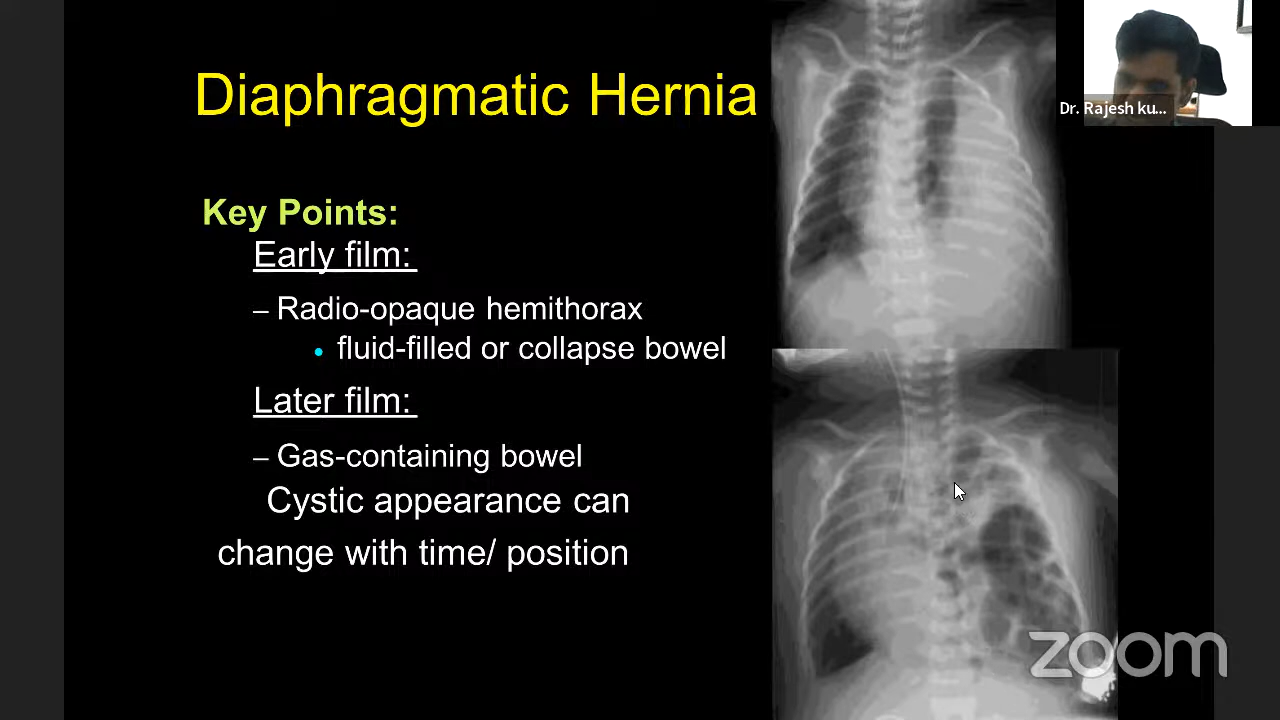 Diaphragmatic Hernia
Dr. Rajesh ku...
Key Points:
Early film:
– Radio-opaque hemithorax
• fluid-filled or collapse bowel
Later film:
– Gas-containing bowel
Cystic appearance can
change with time/ position
zoom